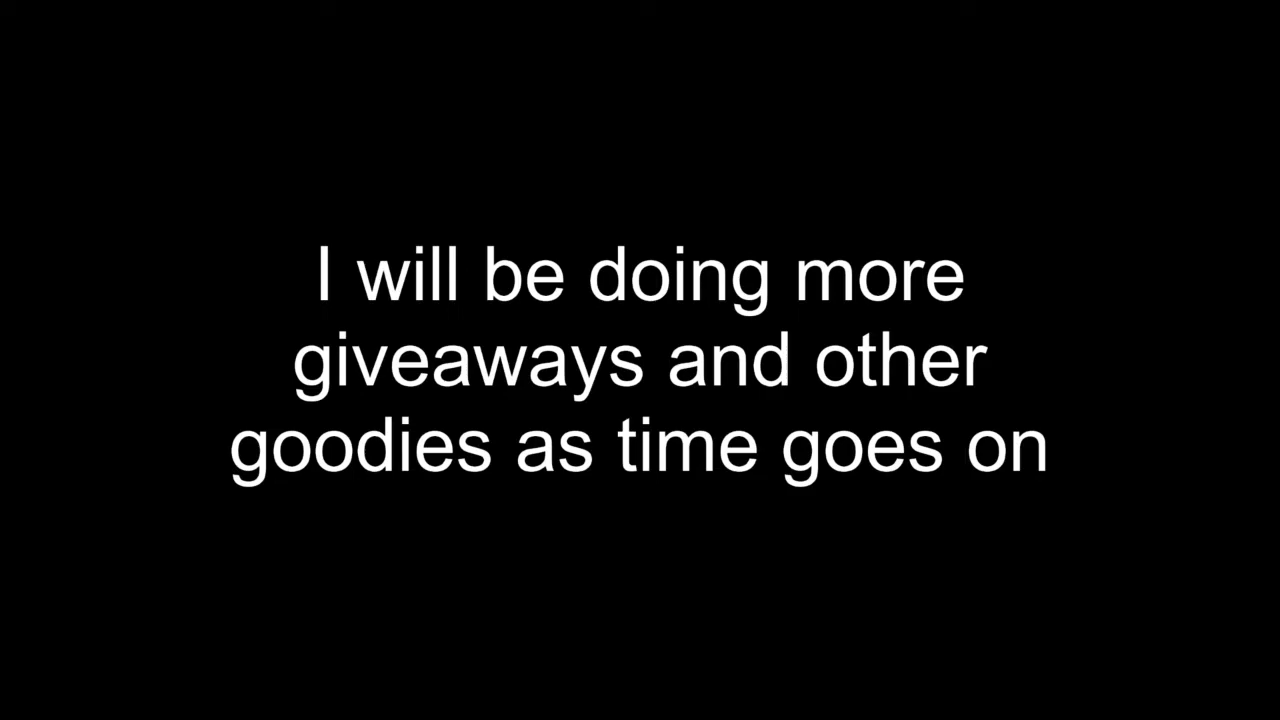 I will be doing more
giveaways and other
goodies as time goes on